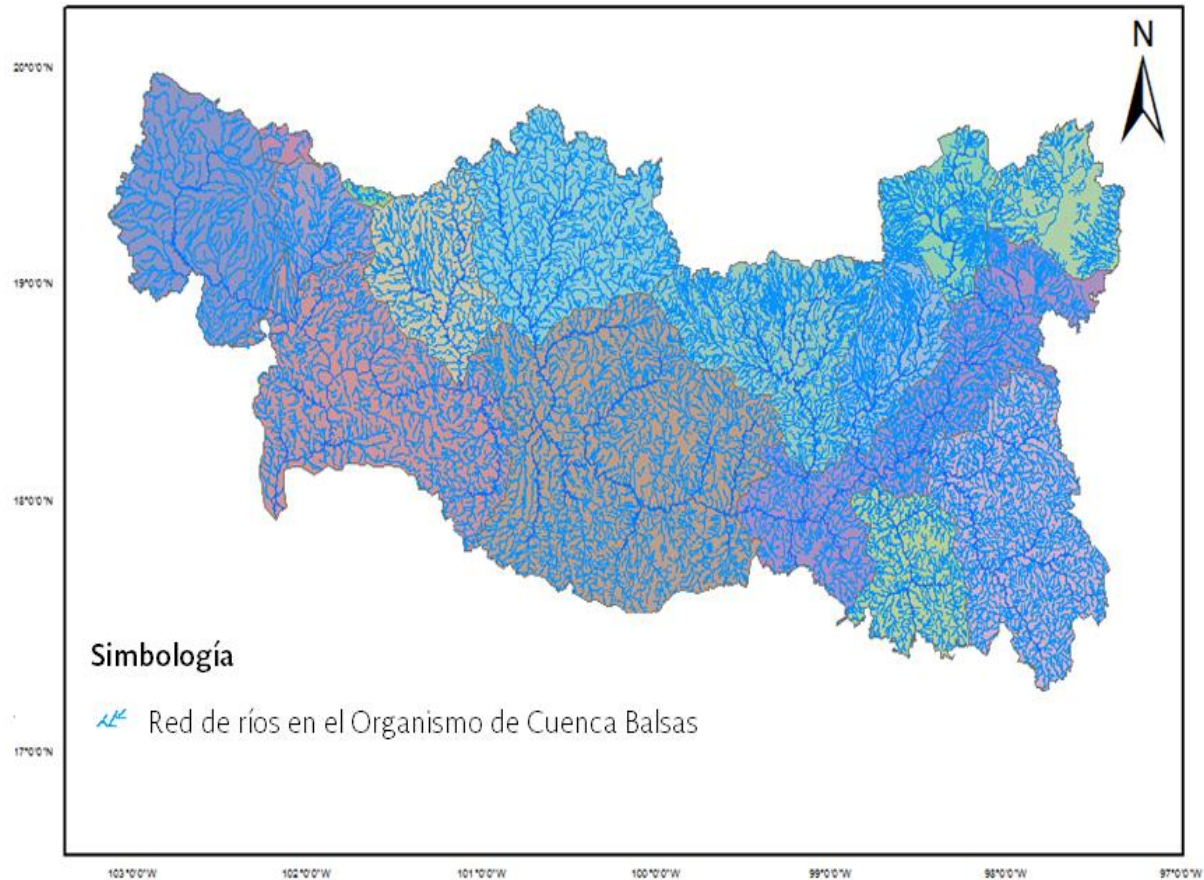 N
20°0'0"N
19°0'0"N
18°0'0"N
17°0'0"N
Simbología
Red de ríos en el Organismo de Cuenca Balsas
103°0'0"W
102°0'0"W
101°0'0"W
100°0'0"W
99°0'0"W
98°0'0"W
97°0'0"W